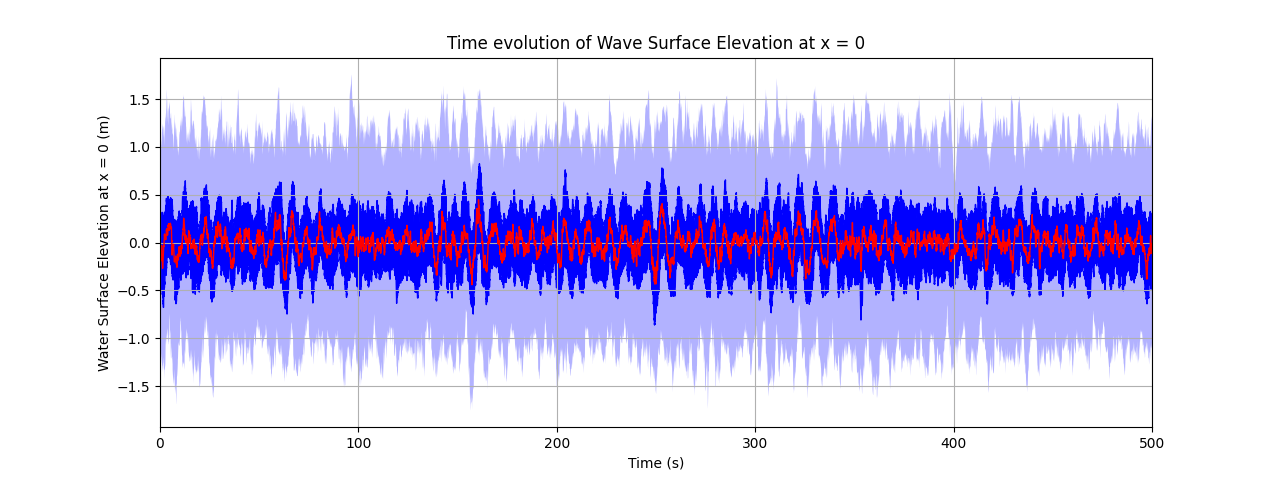 Time evolution of Wave Surface Elevation at x = 0
Water Surface Elevation at x = 0 (m)
1.5
1.0
0.5
0.0
−0.5
−1.0
−1.5
0 100 200 300 400 500
Time (s)